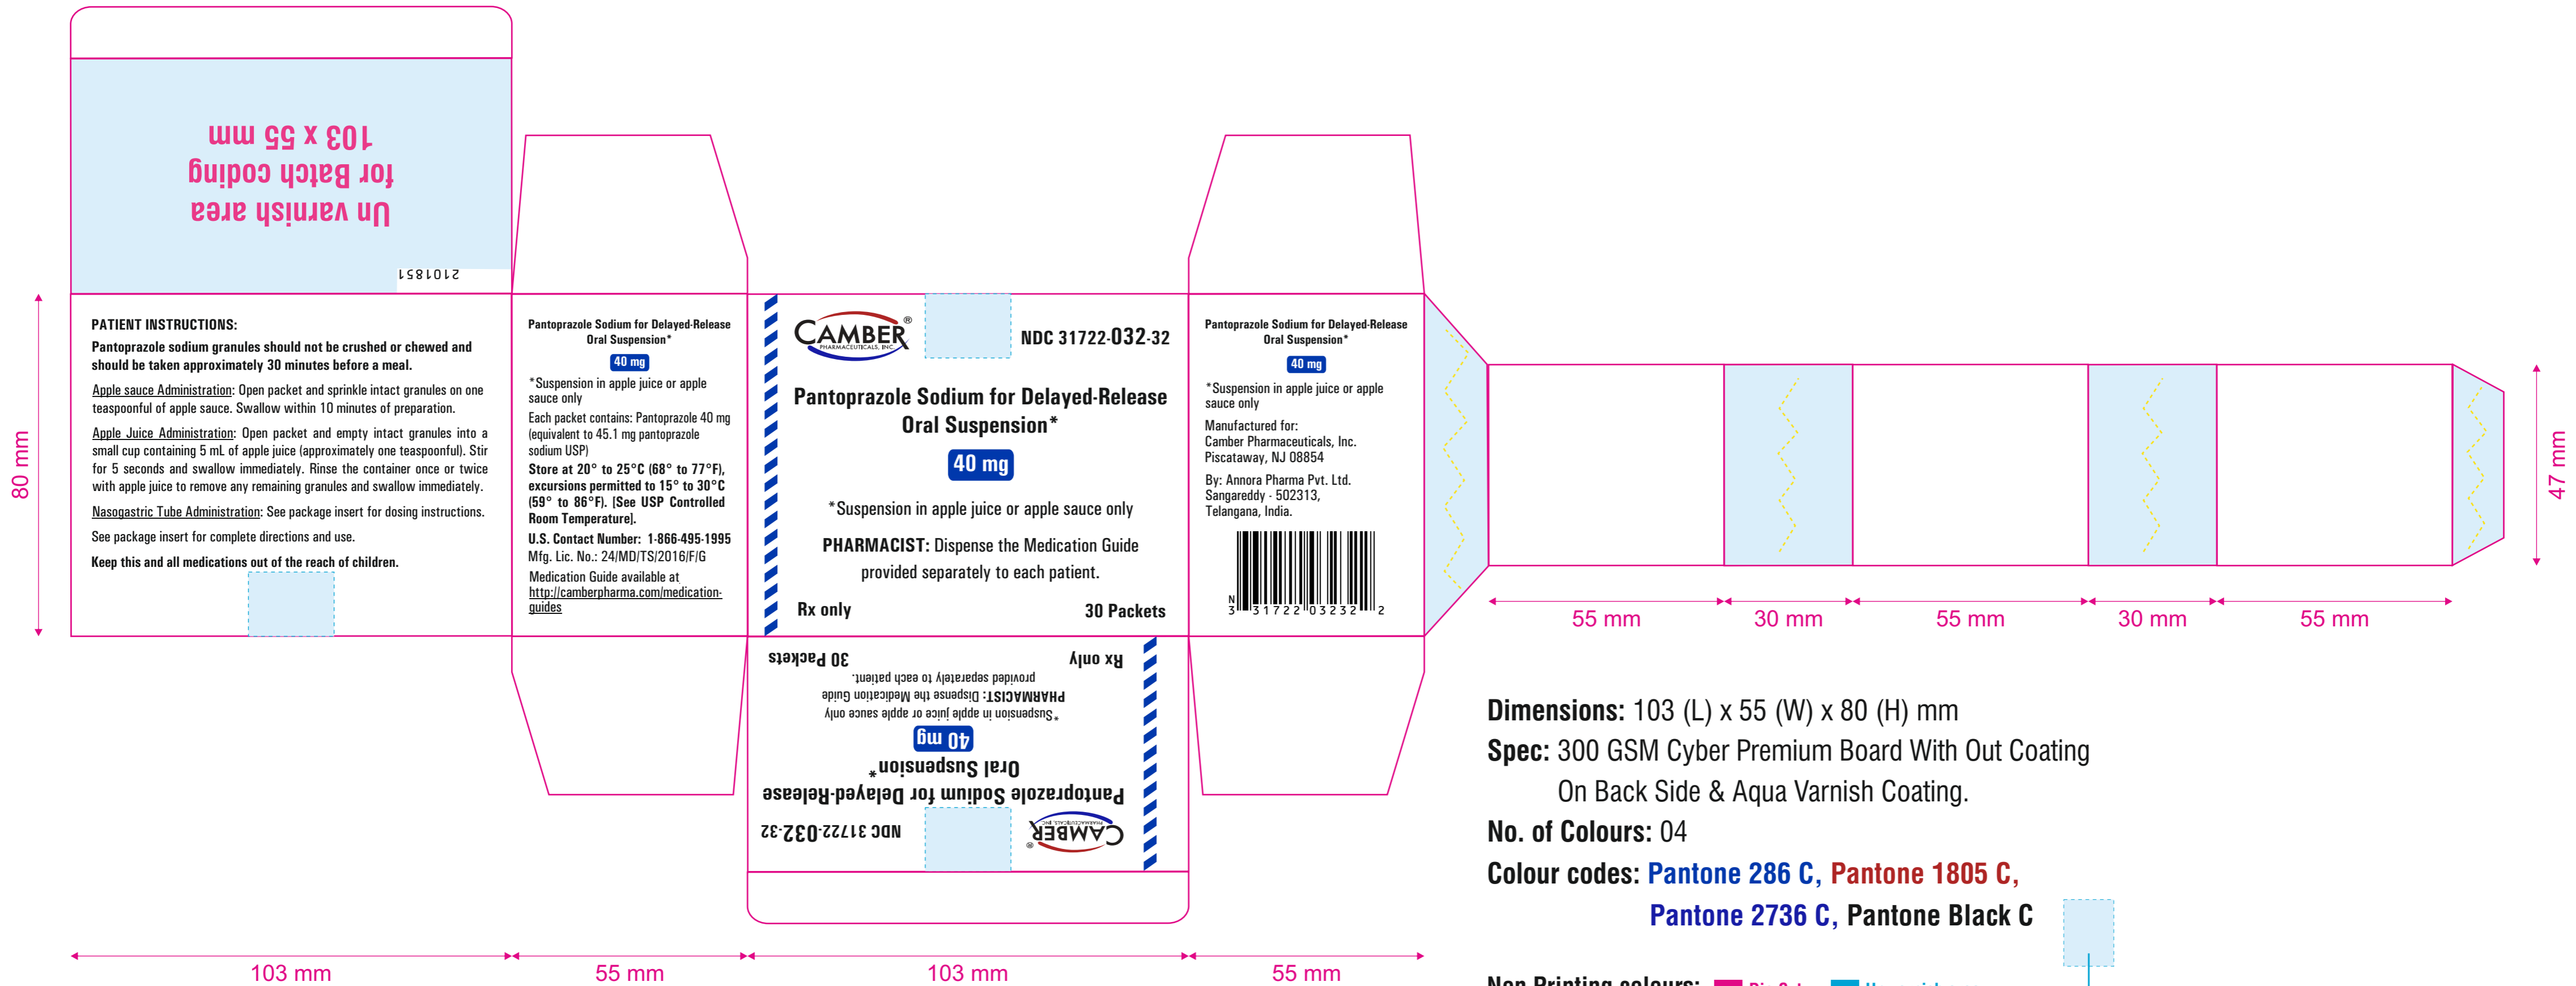 Un varnish area
for Batch coding
103 x 55 mm
2101851
80 mm
PATIENT INSTRUCTIONS:
Pantoprazole sodium granules should not be crushed or chewed and
should be taken approximately 30 minutes before a meal.
Apple sauce Administration: Open packet and sprinkle intact granules on one
teaspoonful of apple sauce. Swallow within 10 minutes of preparation.
Apple Juice Administration: Open packet and empty intact granules into a
small cup containing 5 mL of apple juice (approximately one teaspoonful). Stir
for 5 seconds and swallow immediately. Rinse the container once or twice
with apple juice to remove any remaining granules and swallow immediately.
Nasogastric Tube Administration: See package insert for dosing instructions.
See package insert for complete directions and use.
Keep this and all medications out of the reach of children.
Pantoprazole Sodium for Delayed-Release
Oral Suspension*
40 mg
*Suspension in apple juice or apple
sauce only
Each packet contains: Pantoprazole 40 mg
(equivalent to 45.1 mg pantoprazole
sodium USP)
Store at 20° to 25°C (68° to 77°F),
excursions permitted to 15° to 30°C
(59° to 86°F). [See USP Controlled
Room Temperature].
U.S. Contact Number: 1-866-495-1995
Mfg. Lic. No.: 24/MD/TS/2016/F/G
Medication Guide available at
http://camberpharma.com/medication-
guides
CAMBER®
PHARMACEUTICALS, INC.
NDC 31722-032-32
Pantoprazole Sodium for Delayed-Release
Oral Suspension*
40 mg
*Suspension in apple juice or apple sauce only
PHARMACIST: Dispense the Medication Guide
provided separately to each patient.
Rx only 30 Packets
Pantoprazole Sodium for Delayed-Release
Oral Suspension*
40 mg
*Suspension in apple juice or apple
sauce only
Manufactured for:
Camber Pharmaceuticals, Inc.
Piscataway, NJ 08854
By: Annora Pharma Pvt. Ltd.
Sangareddy - 502313,
Telangana, India.
N
3 31722 03232 2
CAMBER®
PHARMACEUTICALS, INC.
NDC 31722-032-32
Pantoprazole Sodium for Delayed-Release
Oral Suspension*
40 mg
*Suspension in apple juice or apple sauce only
PHARMACIST: Dispense the Medication Guide
provided separately to each patient.
Rx only 30 Packets
103 mm 55 mm 103 mm 55 mm
55 mm 30 mm 55 mm 30 mm 55 mm
47 mm
Dimensions: 103 (L) x 55 (W) x 80 (H) mm
Spec: 300 GSM Cyber Premium Board With Out Coating
On Back Side & Aqua Varnish Coating.
No. of Colours: 04
Colour codes: Pantone 286 C, Pantone 1805 C,
Pantone 2736 C, Pantone Black C
Non Printing colours: